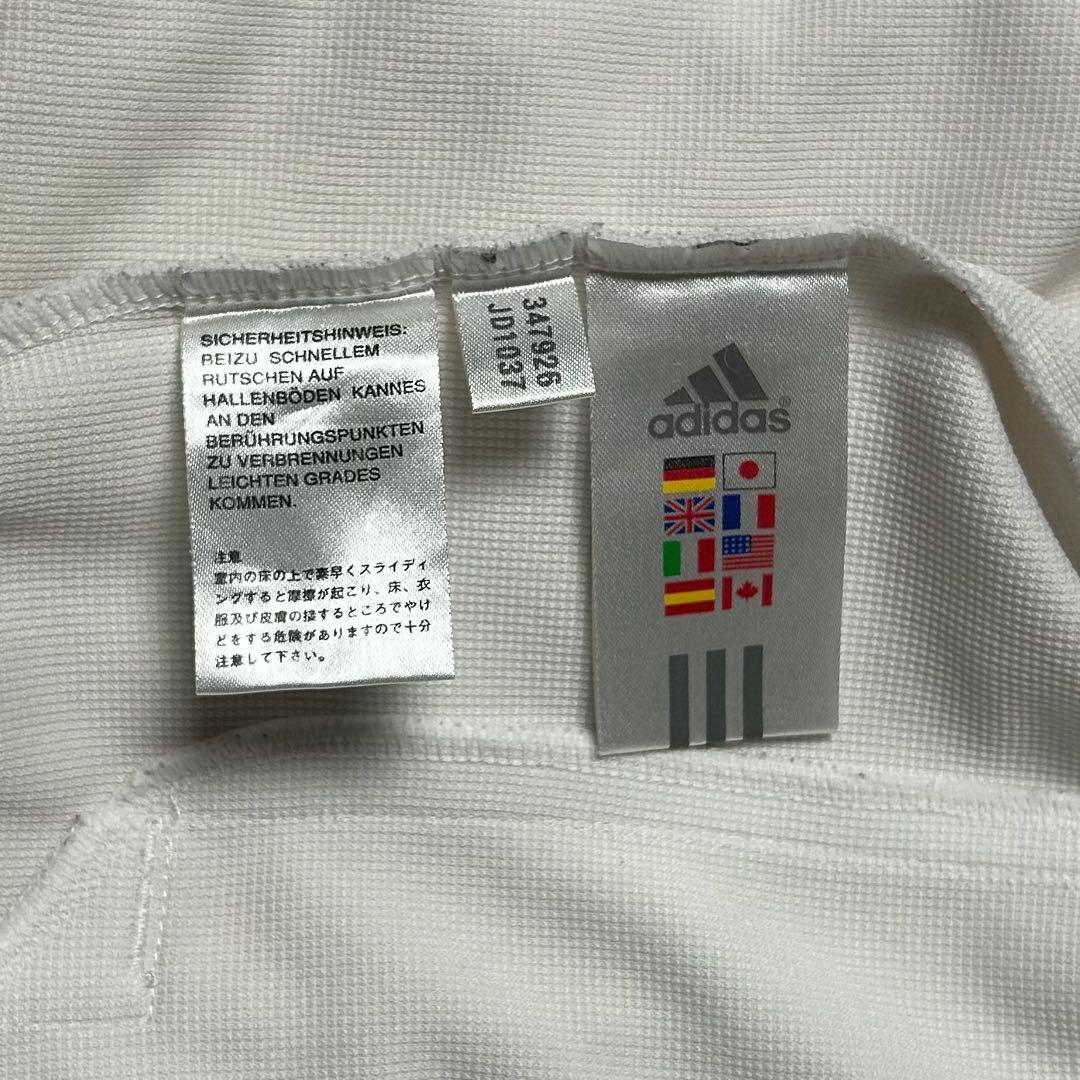 SICHERHEITSHINWEIS:
BEIZU SCHNELLEM
RUTSCHEN AUF
HALLENBÖDEN KANNES
AN DEN
BERÜHRUNGSPUNKTEN
ZU VERBRENNUNGEN
LEICHTEN GRADES
KOMMEN.
注意
室内の床の上で素早くスライディ
ングすると摩擦が起こり、床、衣
服及び皮膚の接するところでやけ
どをする危険がありますので十分
注意して下さい。
347926
JD1037
adidas®